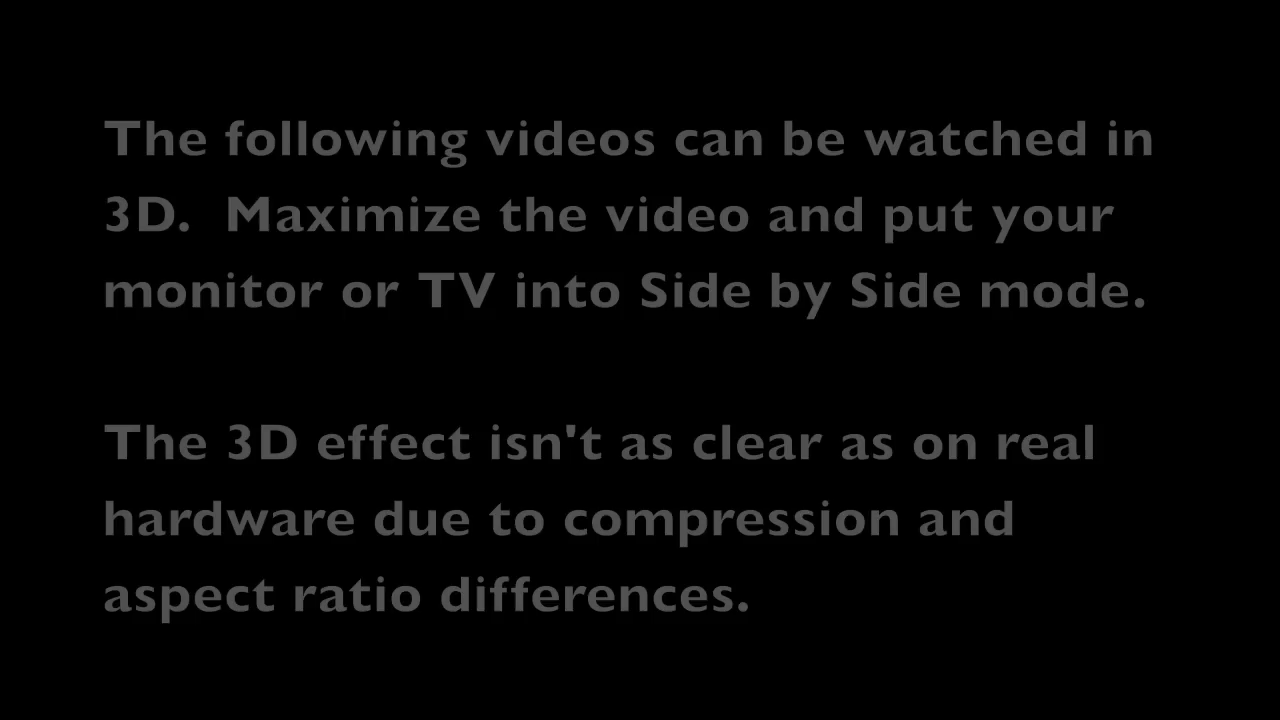 The following videos can be watched in
3D.  Maximize the video and put your
monitor or TV into Side by Side mode.
The 3D effect isn't as clear as on real
hardware due to compression and
aspect ratio differences.